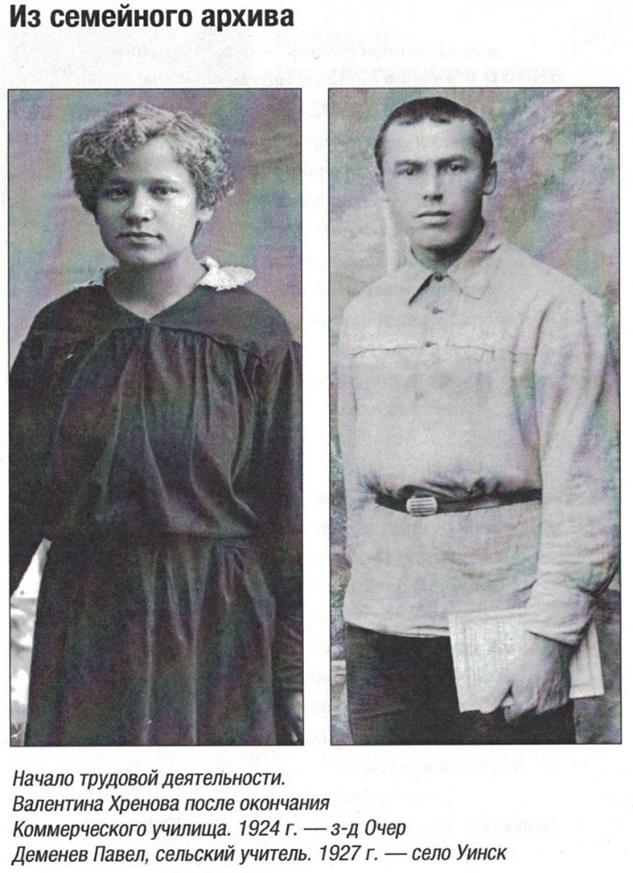 Из семейного архива
Начало трудовой деятельности.
Валентина Хренова после окончания
Коммерческого училища. 1924 г. — з-д Очер
Деменев Павел, сельский учитель. 1927 г. — село Уинск